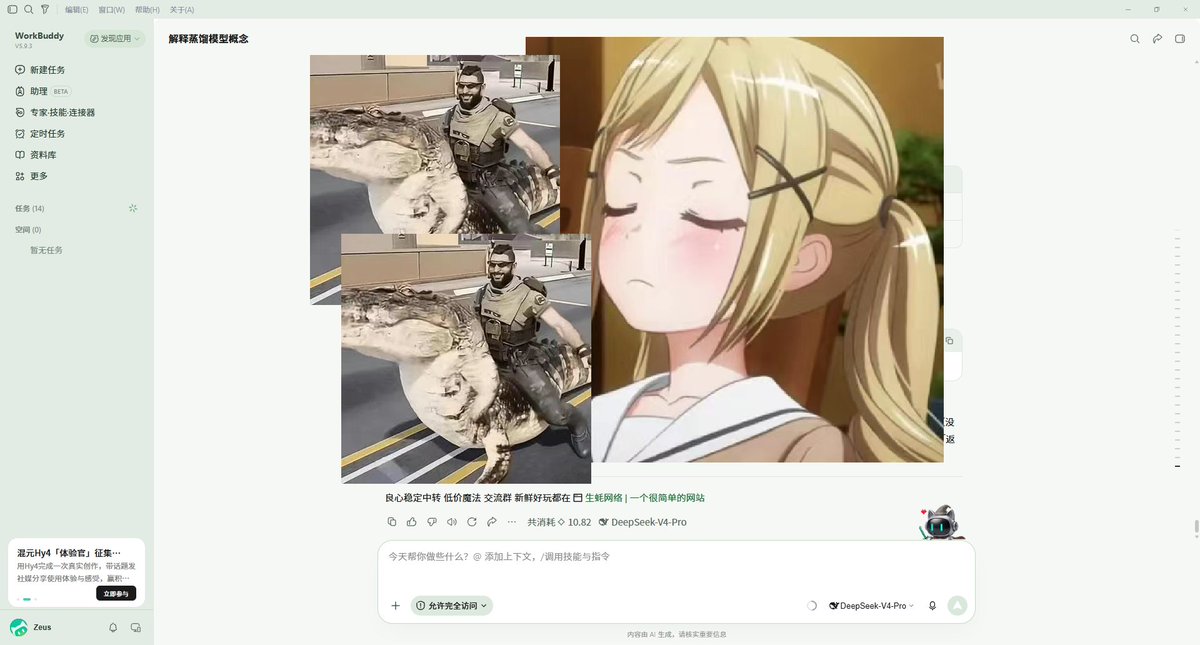 编辑(E) 窗口(W) 帮助(H) 关于(A)
WorkBuddy
V5.9.3
发现应用
解释蒸馏模型概念
新建任务
助理 BETA
专家·技能·连接器
定时任务
资料库
更多
任务 (14)
空间 (0)
暂无任务
没
返
良心稳定中转 低价魔法 交流群 新鲜好玩都在 生蚝网络 | 一个很简单的网站
共消耗 10.82 DeepSeek-V4-Pro
今天帮你做些什么? @ 添加上下文，/调用技能与指令
允许完全访问
DeepSeek-V4-Pro
内容由 AI 生成，请核实重要信息
混元Hy4「体验官」征集…
用Hy4完成一次真实创作，带话题发
社媒分享使用体验与感受，赢积…
立即参与
Zeus